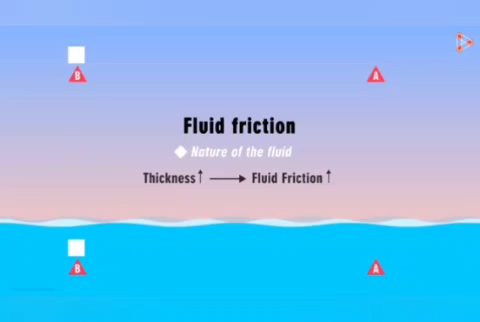 B A
Fluid friction
Nature of the fluid
Thickness↑ → Fluid Friction↑
B A